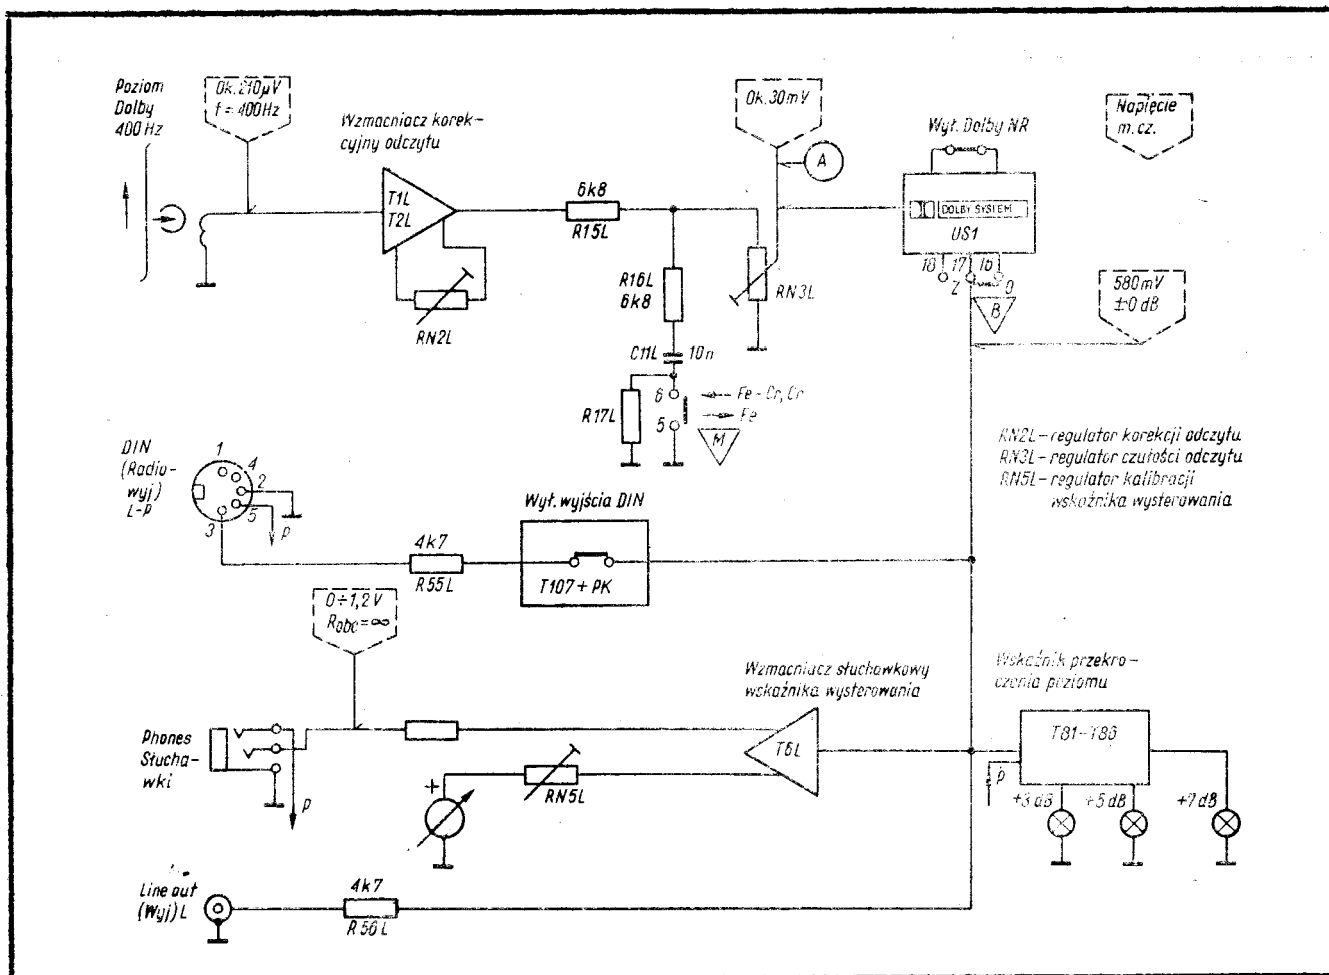 Poziom
Dolby
400 Hz
Ok. 210µV
f = 400Hz
Wzmacniacz korek-
cyjny odczytu
T1L
T2L
RN2L
6k8
R15L
R16L
6k8
C11L
10n
R17L
6
5
Fe-Cr, Cr
Fe
M
Ok. 30mV
A
RN3L
Wył. Dolby NR
DOLBY SYSTEM
US1
18
17
16
Z
O
B
Napięcie
m.cz.
580mV
±0 dB
RN2L – regulator korekcji odczytu
RN3L – regulator czułości odczytu
RN5L – regulator kalibracji
wskaźnika wysterowania
DIN
(Radio-
wyj)
L-P
1
4
2
5
3
P
4k7
R55L
Wył. wyjścia DIN
T107 + PK
0÷1,2 V
Robc = ∞
Phones
Słucha-
wki
P
+
RN5L
Wzmacniacz słuchawkowy
wskaźnika wysterowania
T6L
Wskaźnik przekro-
czenia poziomu
T81–T86
P
+3 dB
+5 dB
+7 dB
Line out
(Wyj) L
4k7
R56L